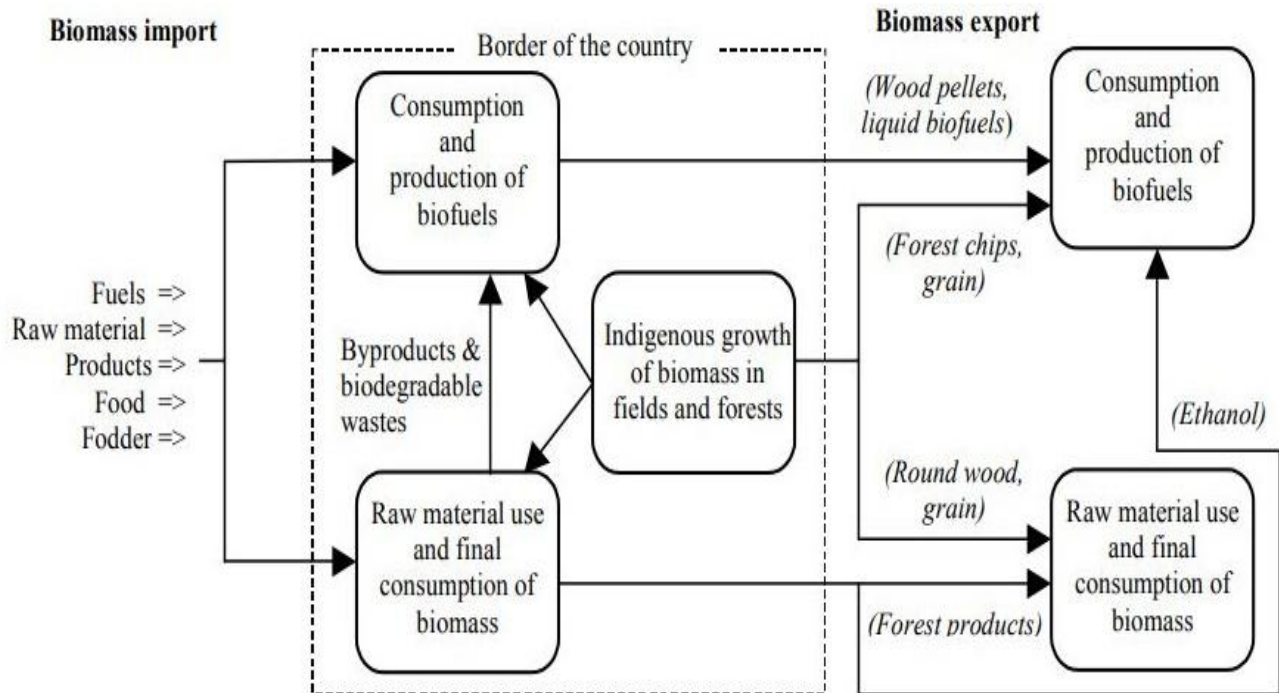 Biomass import
Border of the country
Biomass export
Consumption
and
production of
biofuels
(Wood pellets,
liquid biofuels)
Consumption
and
production of
biofuels
Fuels =>
Raw material =>
Products =>
Food =>
Fodder =>
Byproducts &
biodegradable
wastes
Indigenous growth
of biomass in
fields and forests
(Forest chips,
grain)
(Ethanol)
Raw material use
and final
consumption of
biomass
(Round wood,
grain)
(Forest products)
Raw material use
and final
consumption of
biomass